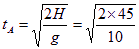 t_A = √(2H/g) = √(2×45/10)